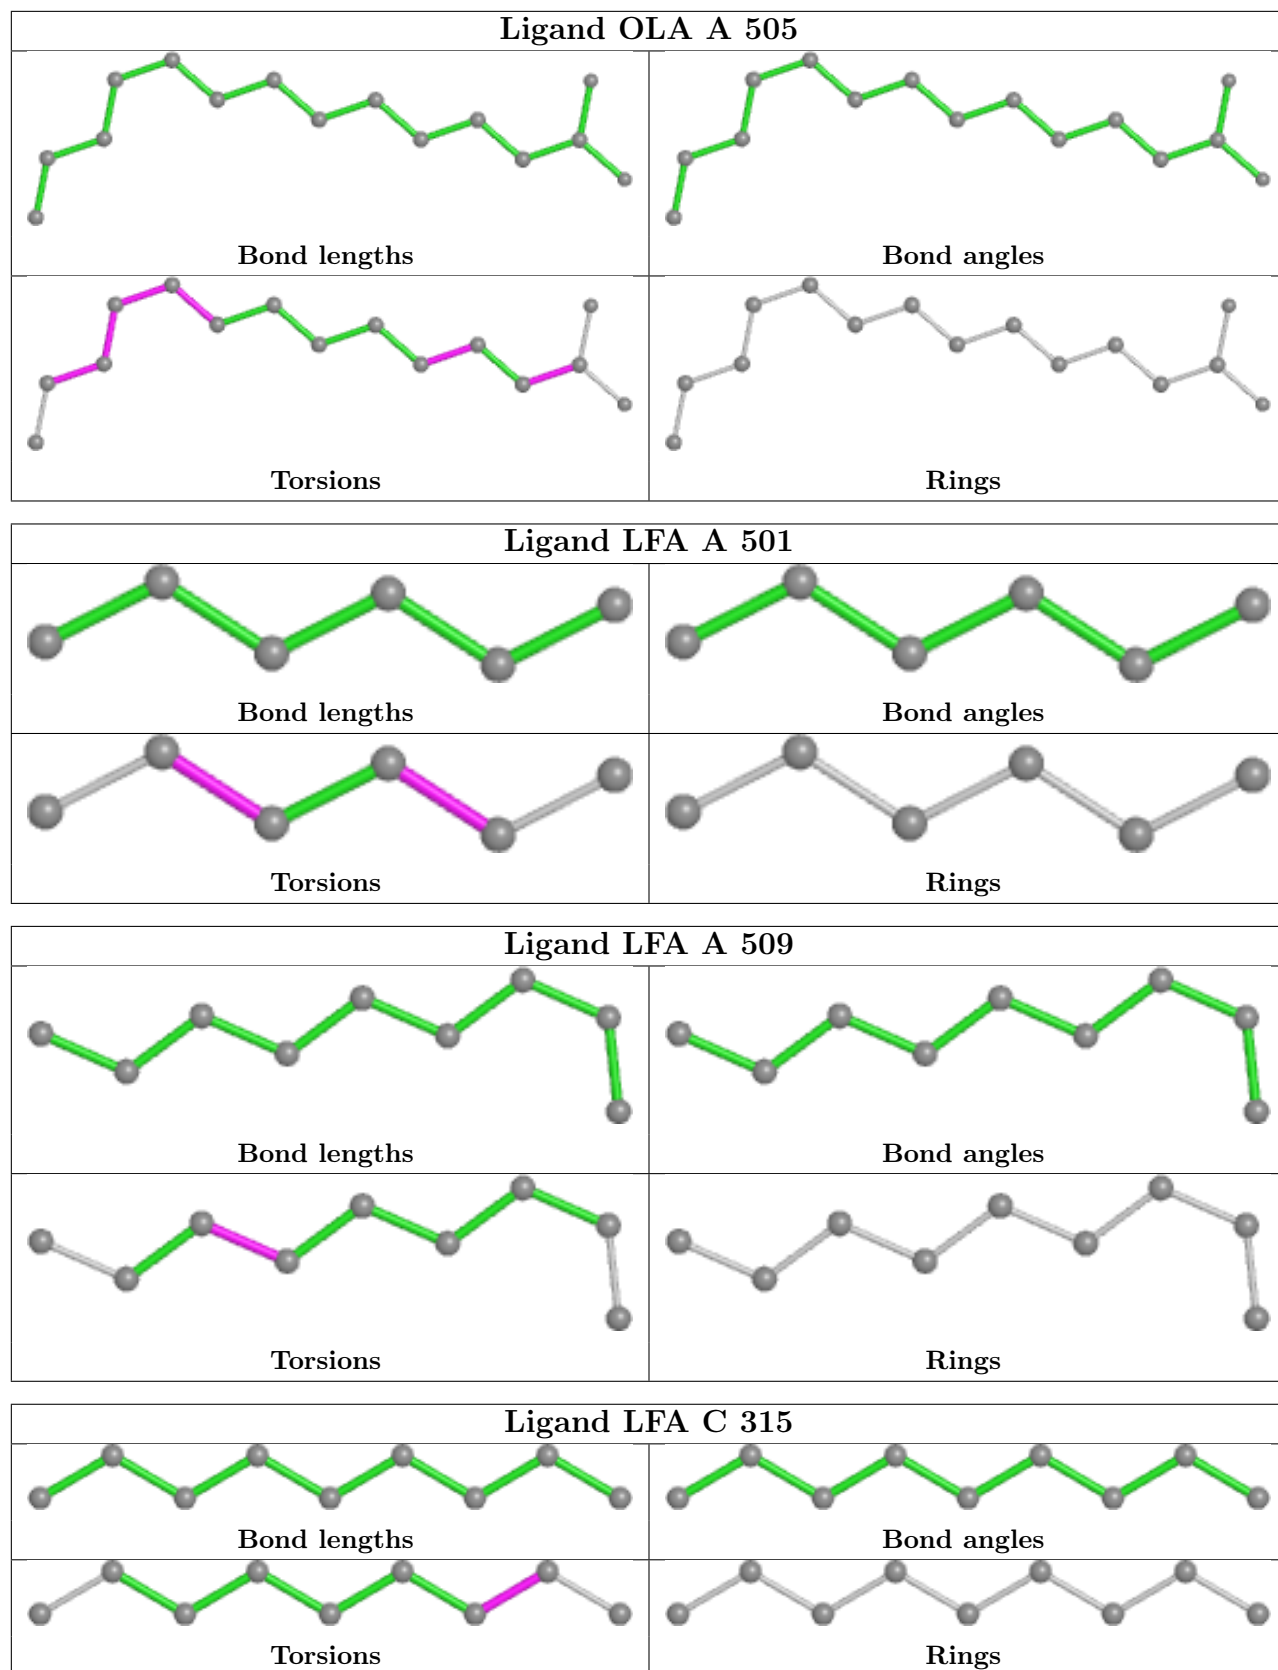 Ligand OLA A 505
Bond lengths
Bond angles
Torsions
Rings
Ligand LFA A 501
Bond lengths
Bond angles
Torsions
Rings
Ligand LFA A 509
Bond lengths
Bond angles
Torsions
Rings
Ligand LFA C 315
Bond lengths
Bond angles
Torsions
Rings